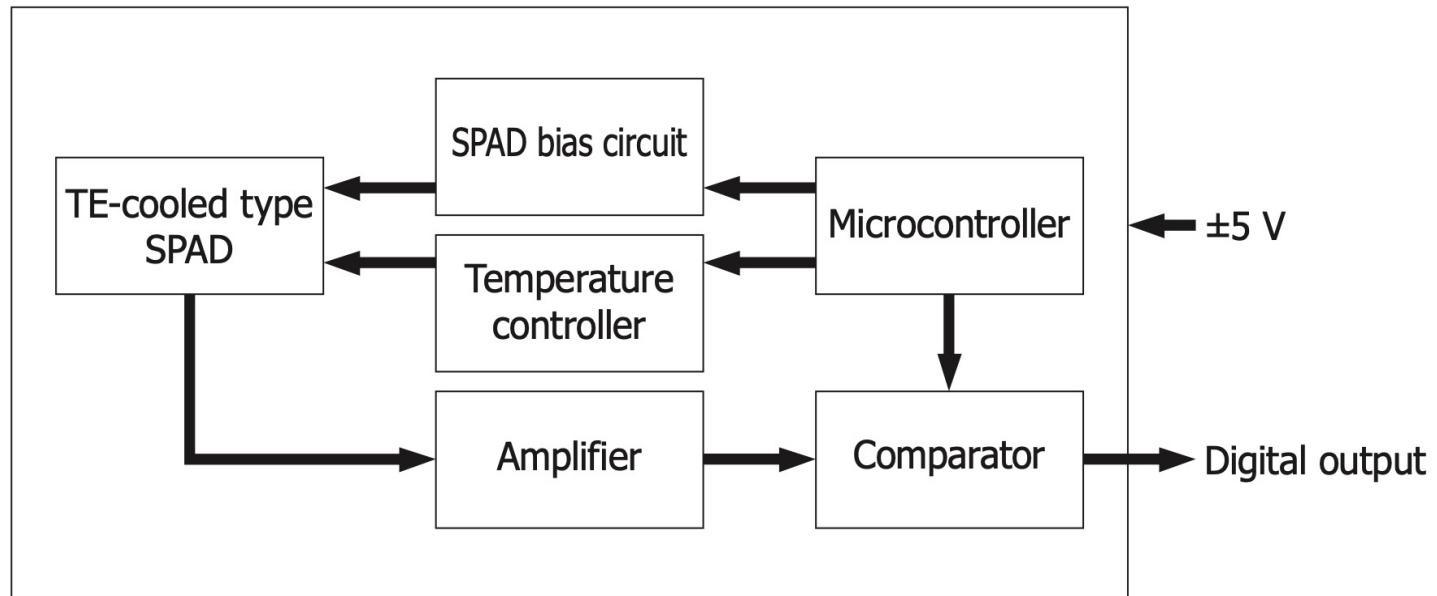 SPAD bias circuit
TE-cooled type
SPAD
Microcontroller
±5 V
Temperature
controller
Amplifier
Comparator
Digital output